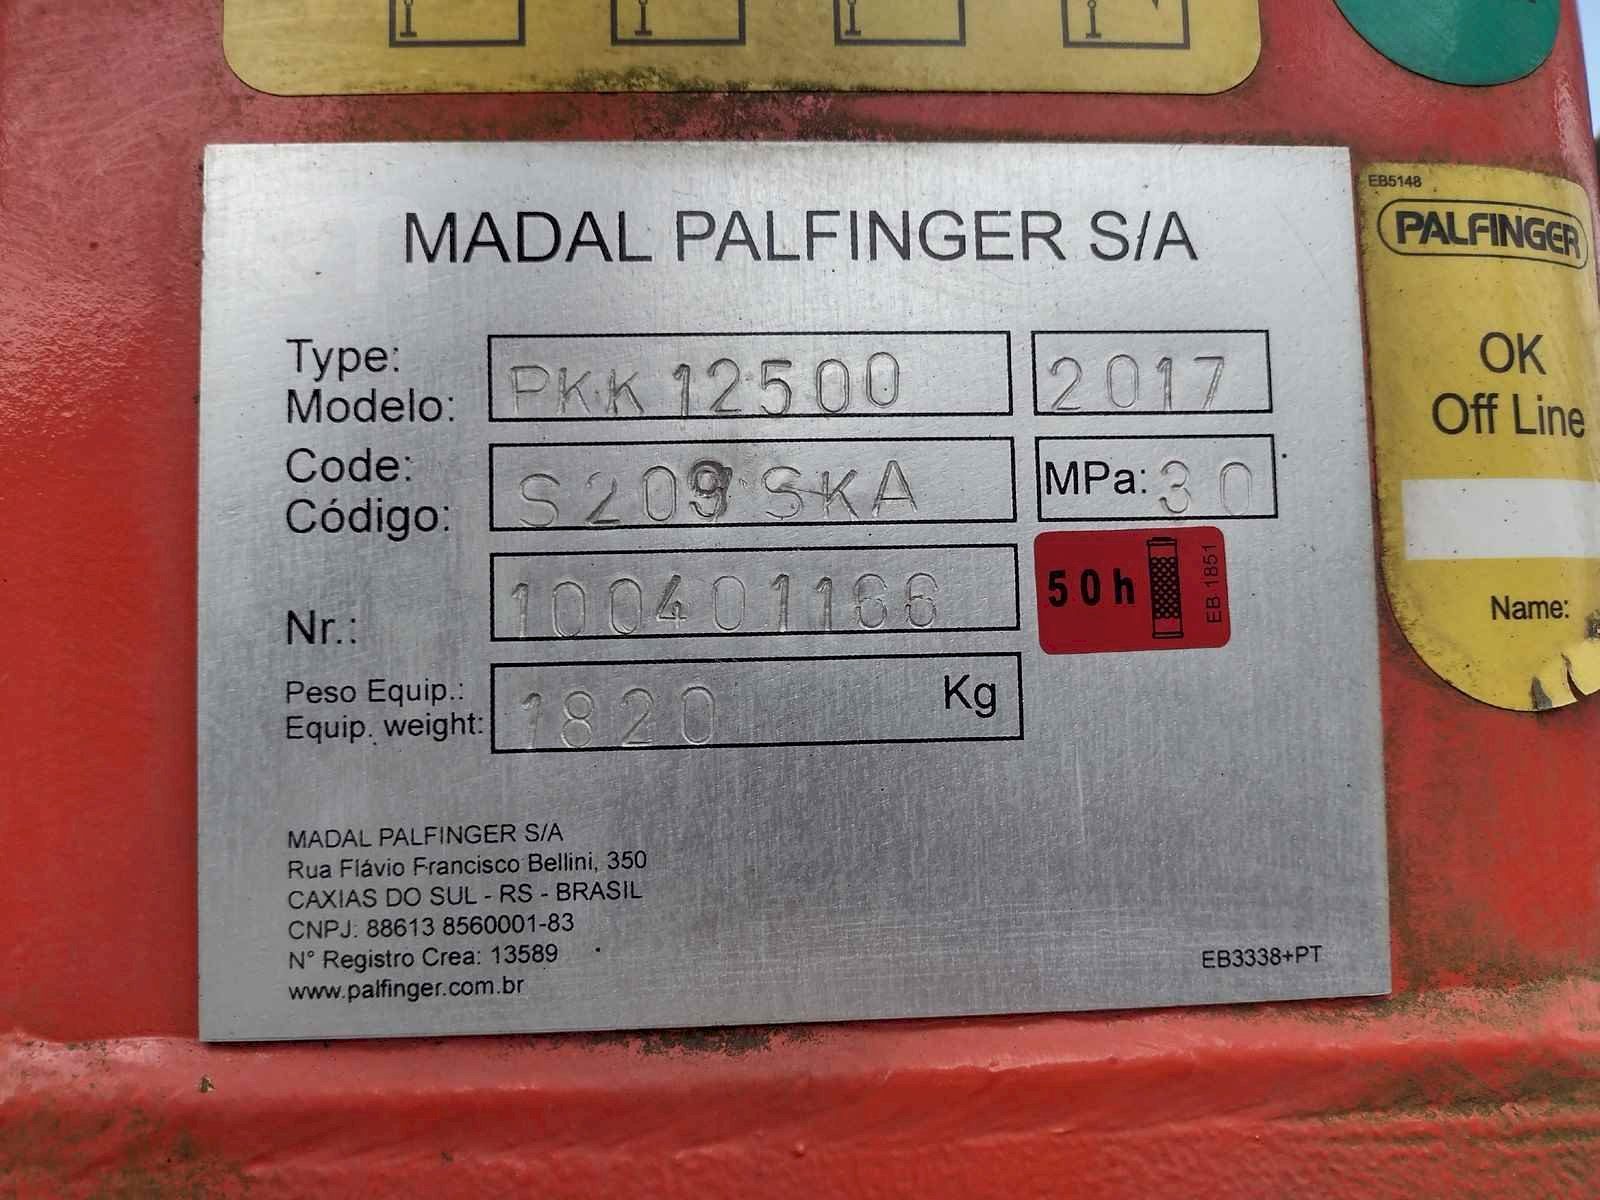 MADAL PALFINGER S/A
Type:
Modelo:
PKK 12500
2017
Code:
Código:
S209SKA
MPa: 30
Nr.:
100401166
50h
EB 1851
Peso Equip.:
Equip. weight:
1820 Kg
MADAL PALFINGER S/A
Rua Flávio Francisco Bellini, 350
CAXIAS DO SUL - RS - BRASIL
CNPJ: 88613 8560001-83
N° Registro Crea: 13589
www.palfinger.com.br
EB3338+PT
EB5148
PALFINGER
OK
Off Line
Name: